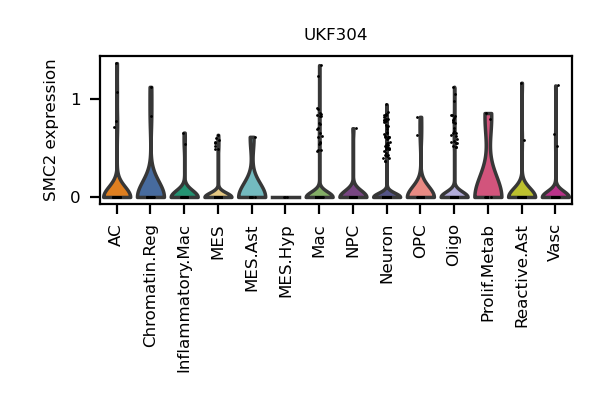 UKF304
SMC2 expression
1
0
AC
Chromatin.Reg
Inflammatory.Mac
MES
MES.Ast
MES.Hyp
Mac
NPC
Neuron
OPC
Oligo
Prolif.Metab
Reactive.Ast
Vasc